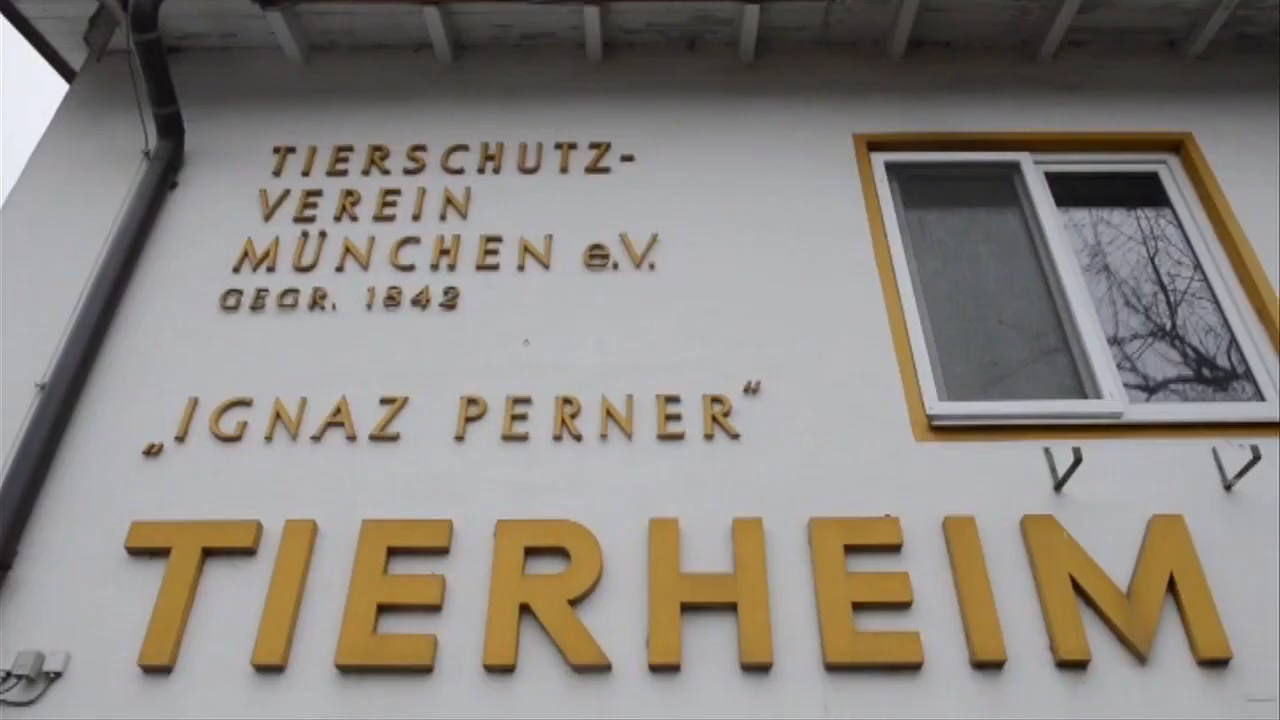 TIERSCHUTZ-
VEREIN
MÜNCHEN e.V.
GEGR. 1842
„IGNAZ PERNER“
TIERHEIM